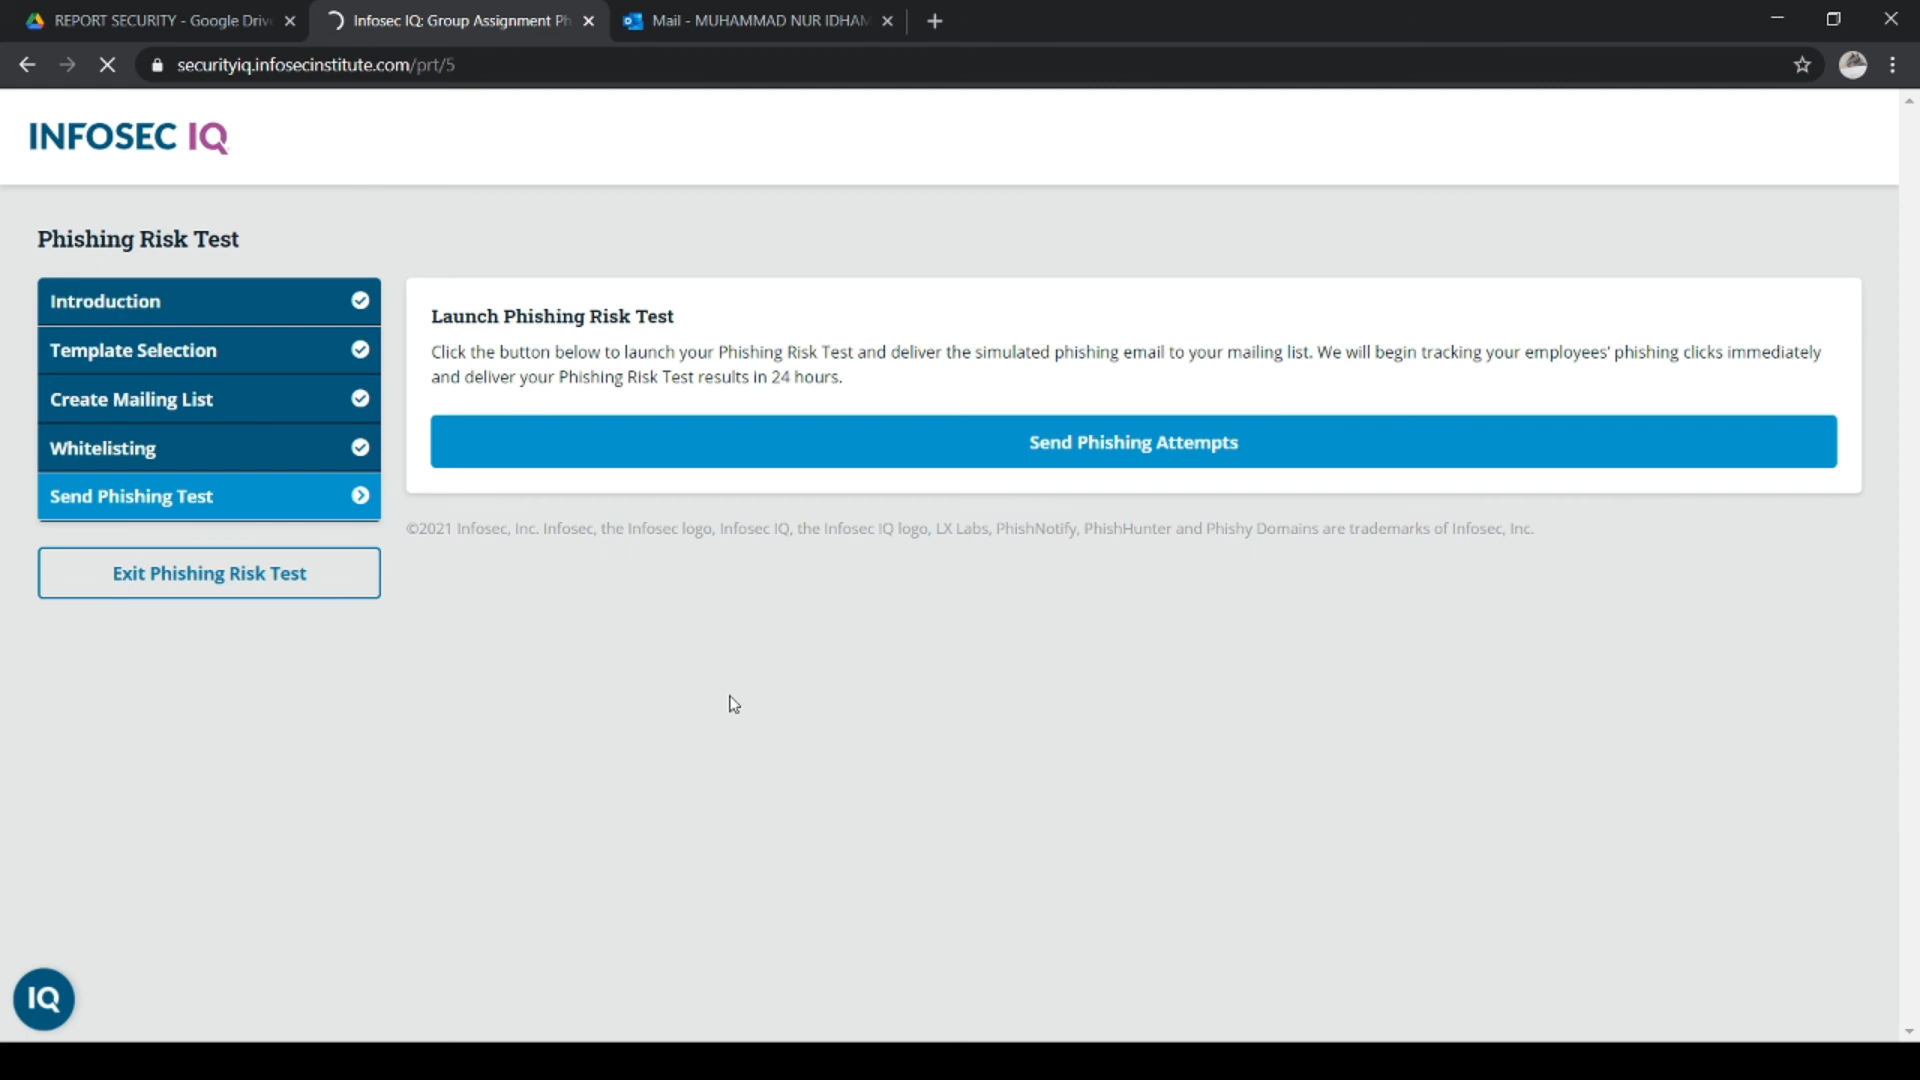 REPORT SECURITY - Google Driv
Infosec IQ: Group Assignment Ph
Mail - MUHAMMAD NUR IDHAM
securityiq.infosecinstitute.com/prt/5
INFOSEC IQ
Phishing Risk Test
Introduction
Template Selection
Create Mailing List
Whitelisting
Send Phishing Test
Exit Phishing Risk Test
Launch Phishing Risk Test
Click the button below to launch your Phishing Risk Test and deliver the simulated phishing email to your mailing list. We will begin tracking your employees' phishing clicks immediately
and deliver your Phishing Risk Test results in 24 hours.
Send Phishing Attempts
©2021 Infosec, Inc. Infosec, the Infosec logo, Infosec IQ, the Infosec IQ logo, LX Labs, PhishNotify, PhishHunter and Phishy Domains are trademarks of Infosec, Inc.
IQ